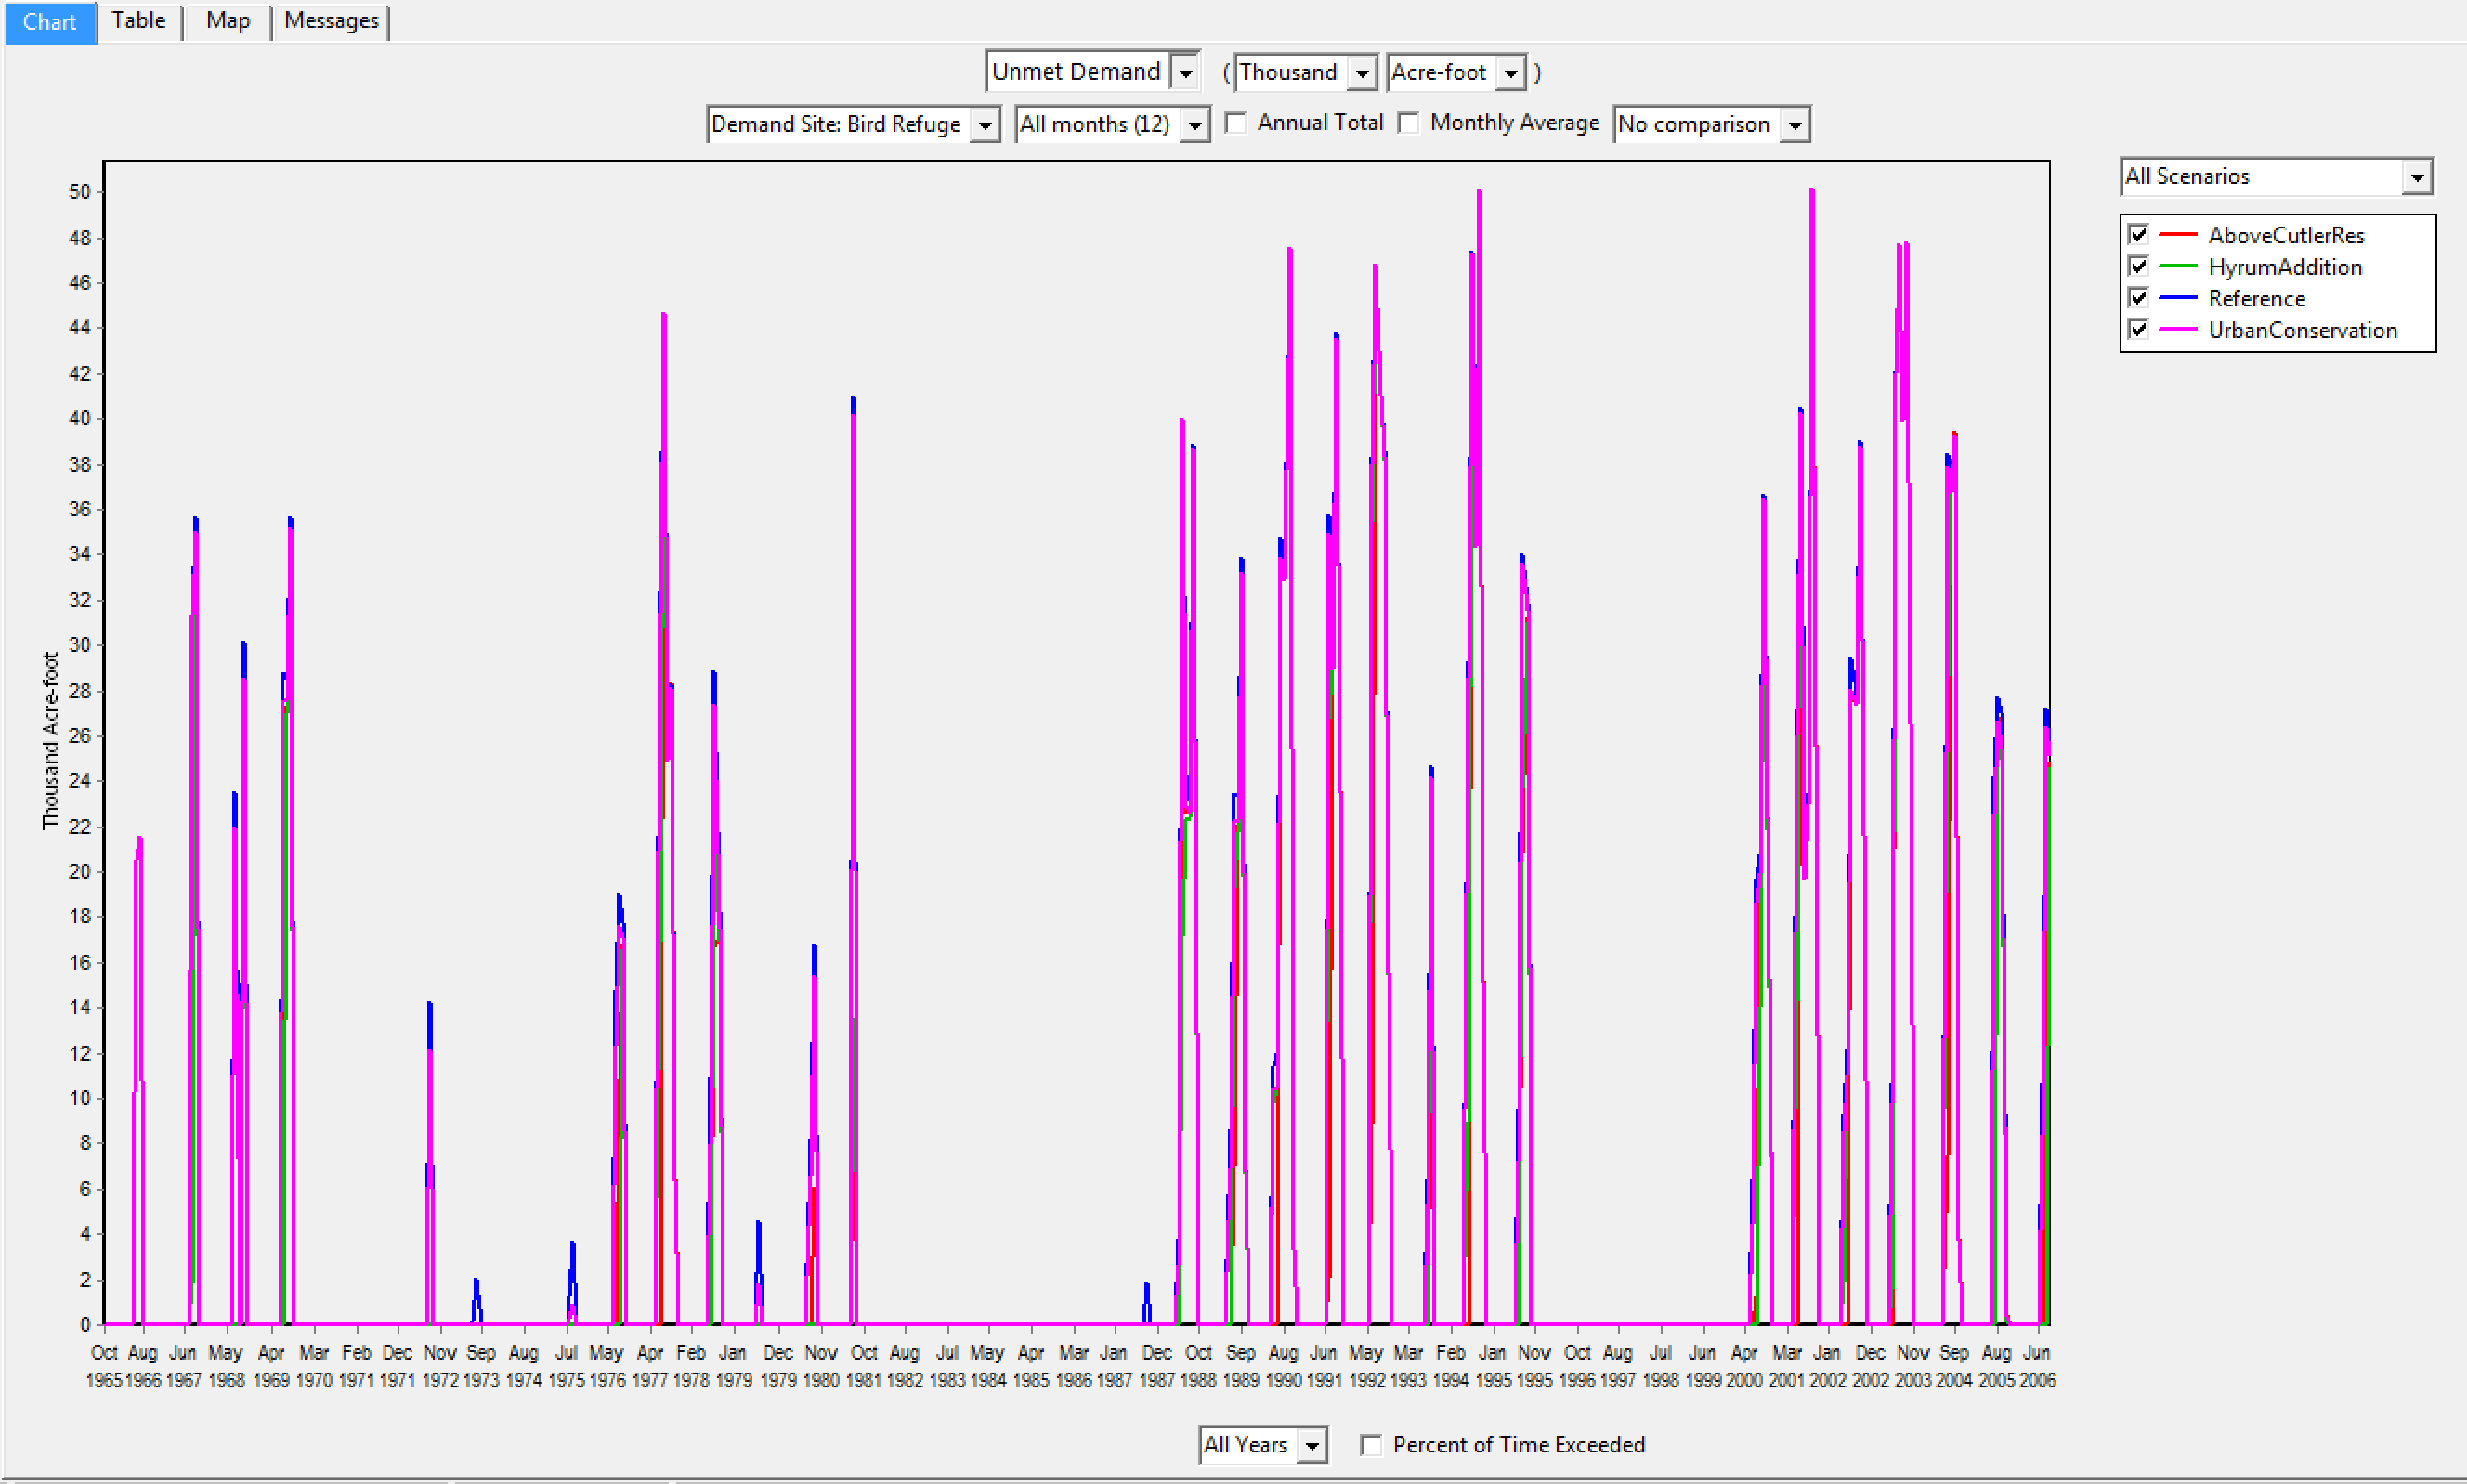 Chart Table Map Messages
Unmet Demand ( Thousand Acre-foot )
Demand Site: Bird Refuge All months (12) Annual Total Monthly Average No comparison
All Scenarios
AboveCutlerRes
HyrumAddition
Reference
UrbanConservation
Thousand Acre-foot
50
48
46
44
42
40
38
36
34
32
30
28
26
24
22
20
18
16
14
12
10
8
6
4
2
0
Oct Aug Jun May Apr Mar Feb Dec Nov Sep Aug Jul May Apr Feb Jan Dec Nov Oct Aug Jul May Apr Mar Jan Dec Oct Sep Aug Jun May Mar Feb Jan Nov Oct Aug Jul Jun Apr Mar Jan Dec Nov Sep Aug Jun
1965 1966 1967 1968 1969 1970 1971 1971 1972 1973 1974 1975 1976 1977 1978 1979 1979 1980 1981 1982 1983 1984 1985 1986 1987 1987 1988 1989 1990 1991 1992 1993 1994 1995 1995 1996 1997 1998 1999 2000 2001 2002 2002 2003 2004 2005 2006
All Years Percent of Time Exceeded